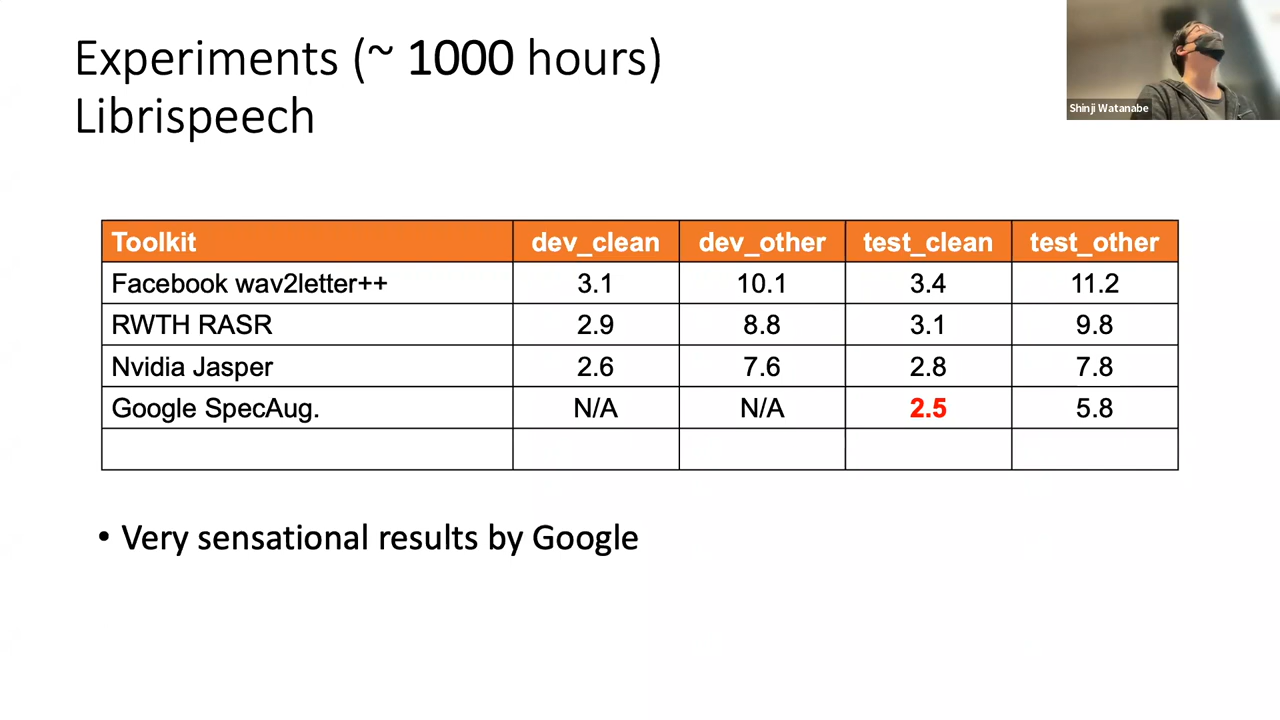 Experiments (~ 1000 hours)
Librispeech
Shinji Watanabe
Toolkit dev_clean dev_other test_clean test_other
Facebook wav2letter++ 3.1 10.1 3.4 11.2
RWTH RASR 2.9 8.8 3.1 9.8
Nvidia Jasper 2.6 7.6 2.8 7.8
Google SpecAug. N/A N/A 2.5 5.8
• Very sensational results by Google